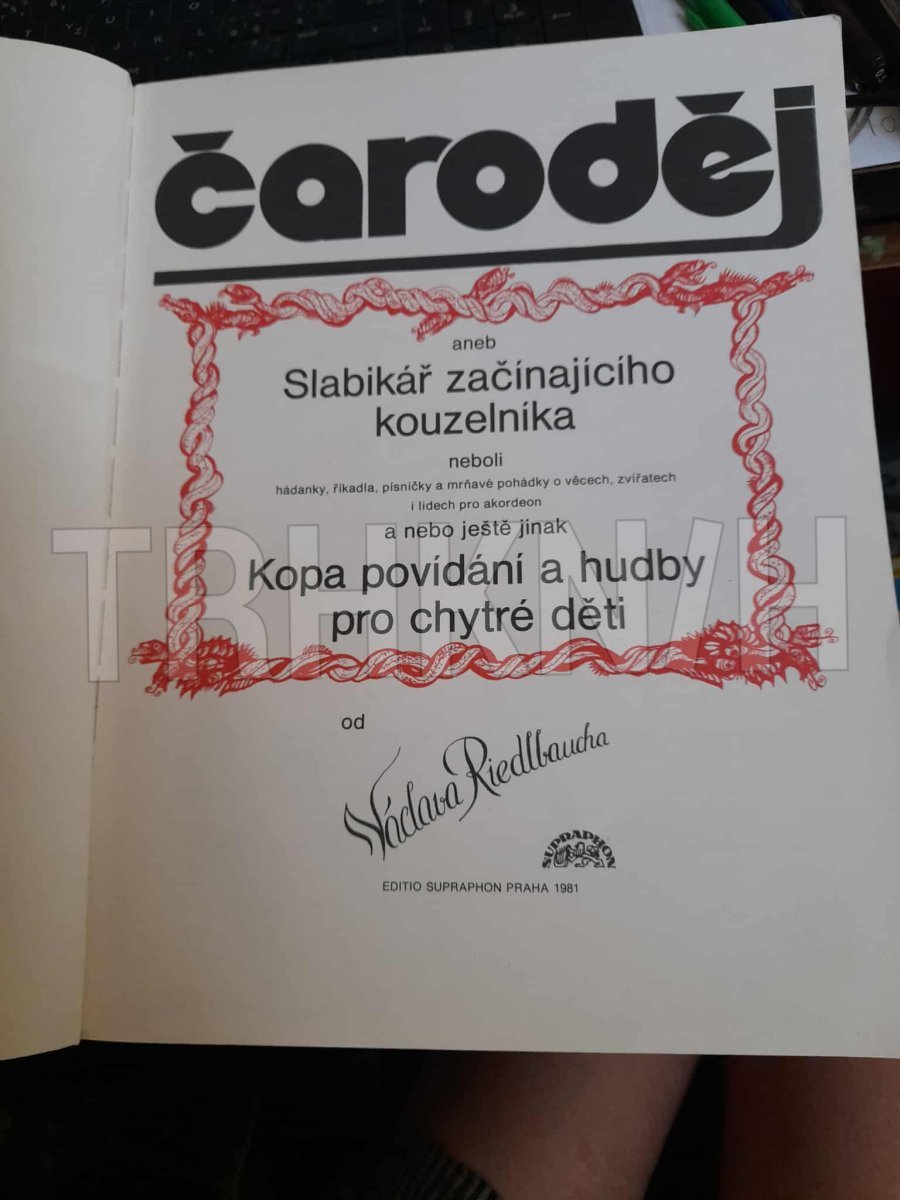 čaroděj
aneb
Slabikář začínajícího
kouzelníka
neboli
hádanky, říkadla, písničky a mrňavé pohádky o věcech, zvířatech
i lidech pro akordeon
a nebo ještě jinak
TRHKNI/H
Kopa povídání a hudby
pro chytré děti
od
Václava Riedlbaucha
SUPRAPHON
EDITIO SUPRAPHON PRAHA 1981